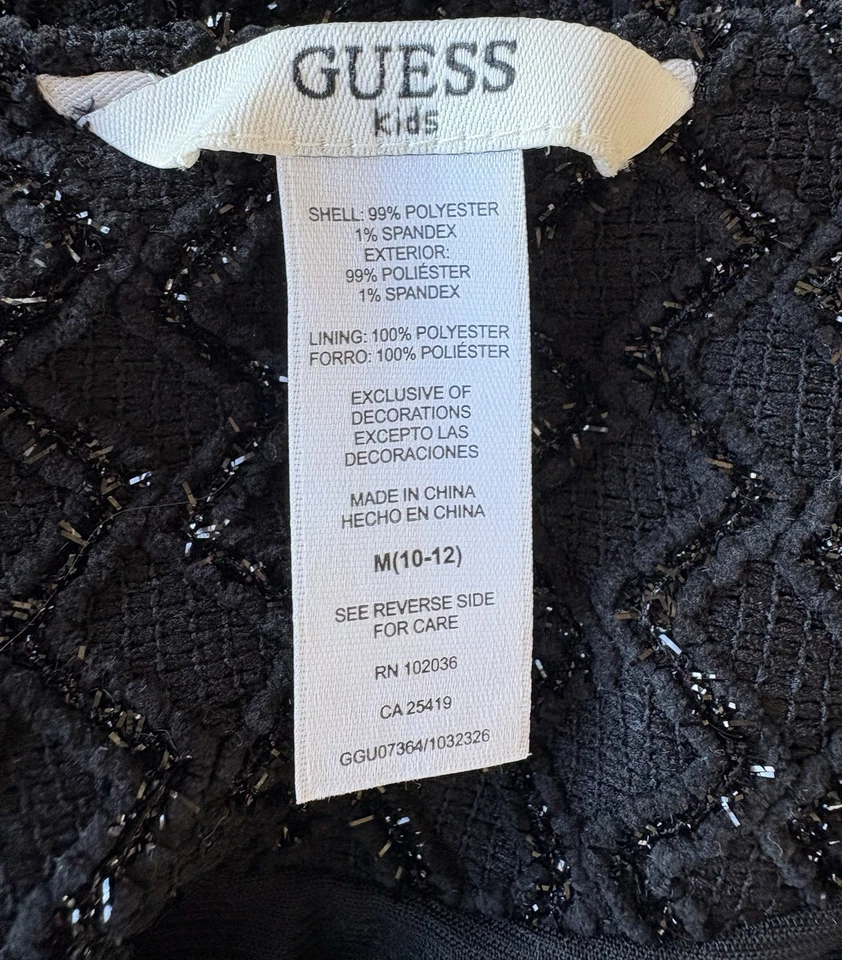 GUESS
Kids
SHELL: 99% POLYESTER
1% SPANDEX
EXTERIOR:
99% POLIÉSTER
1% SPANDEX
LINING: 100% POLYESTER
FORRO: 100% POLIÉSTER
EXCLUSIVE OF
DECORATIONS
EXCEPTO LAS
DECORACIONES
MADE IN CHINA
HECHO EN CHINA
M(10-12)
SEE REVERSE SIDE
FOR CARE
RN 102036
CA 25419
GGU07364/1032326